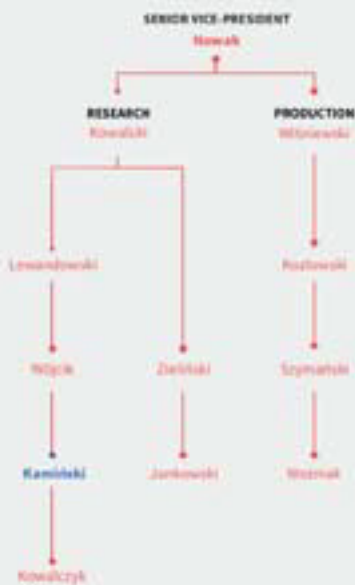 SENIOR VICE-PRESIDENT
Nowak
RESEARCH PRODUCTION
Kowalski Wiśniewski
Lewandowski Kozłowski
Wójcik Zieliński Szymański
Kamiński Jankowski Woźniak
Kowalczyk